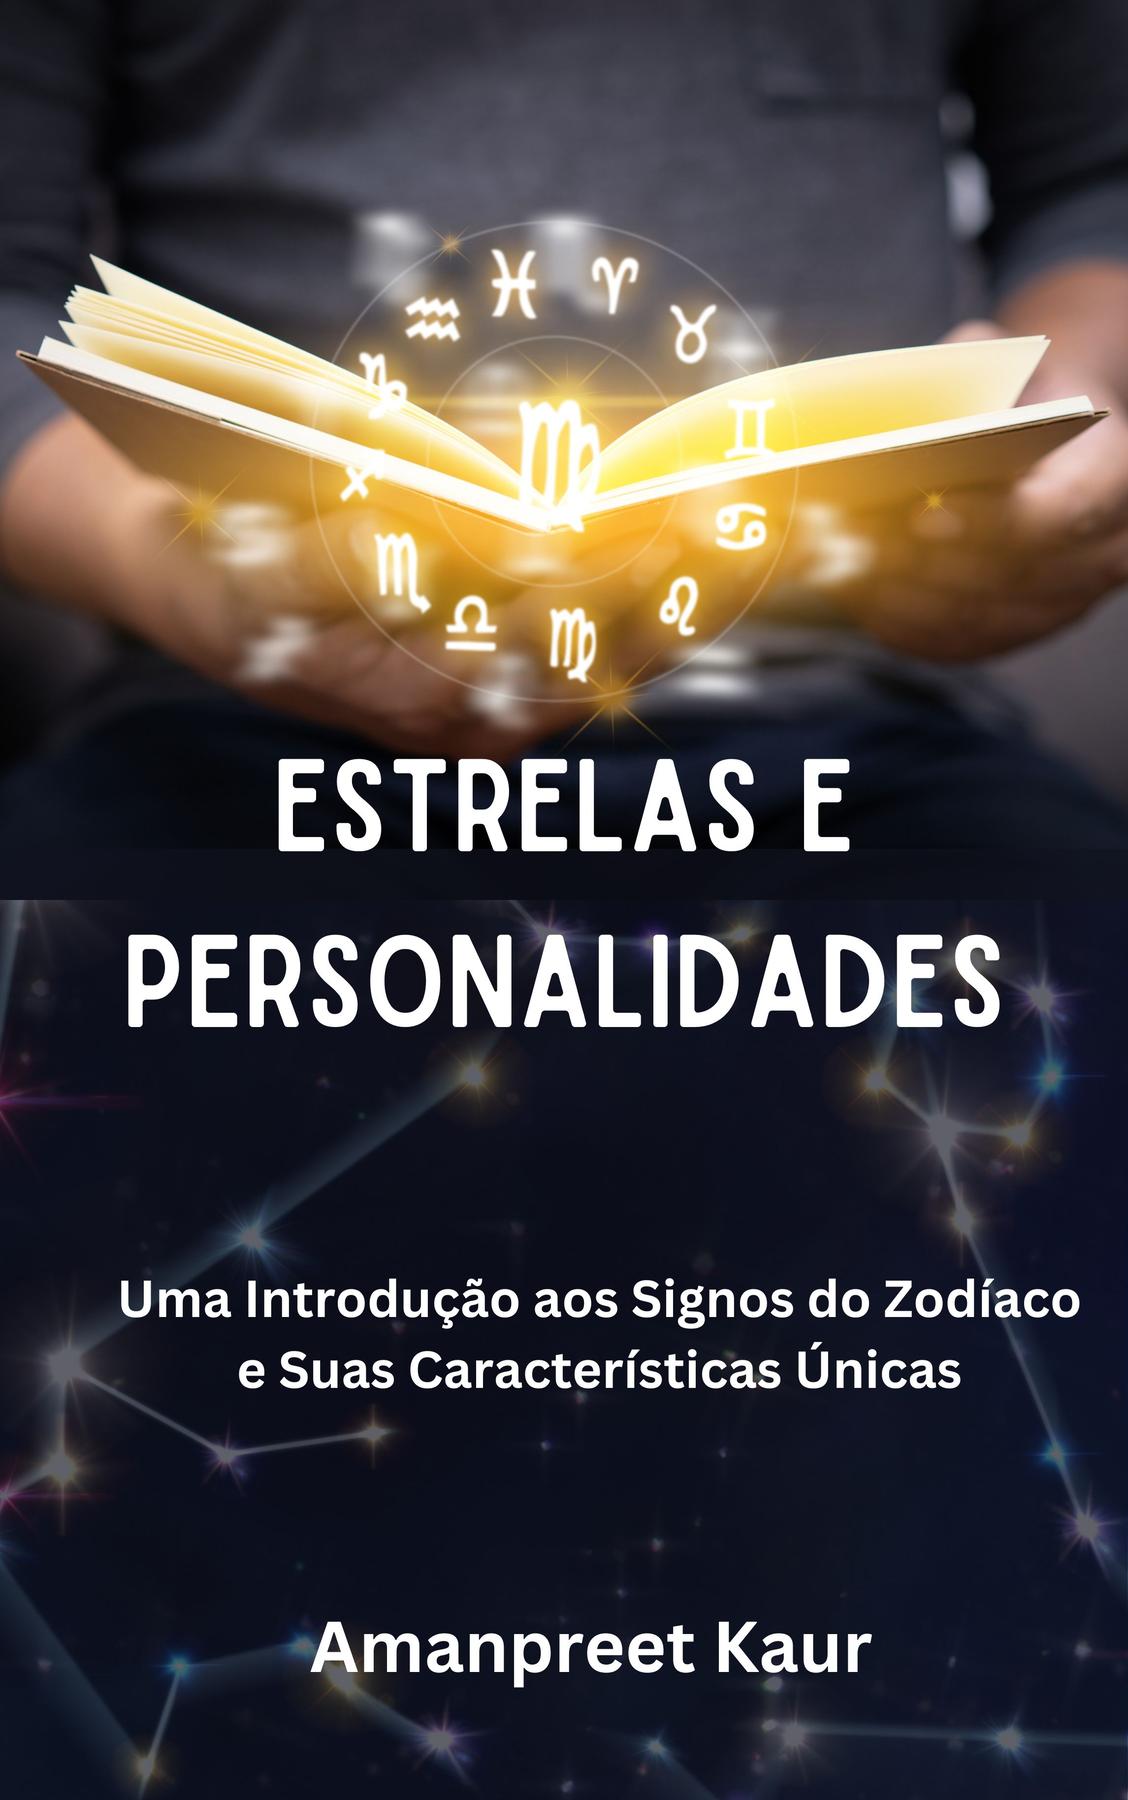 ESTRELAS E
PERSONALIDADES
Uma Introdução aos Signos do Zodíaco
e Suas Características Únicas
Amanpreet Kaur